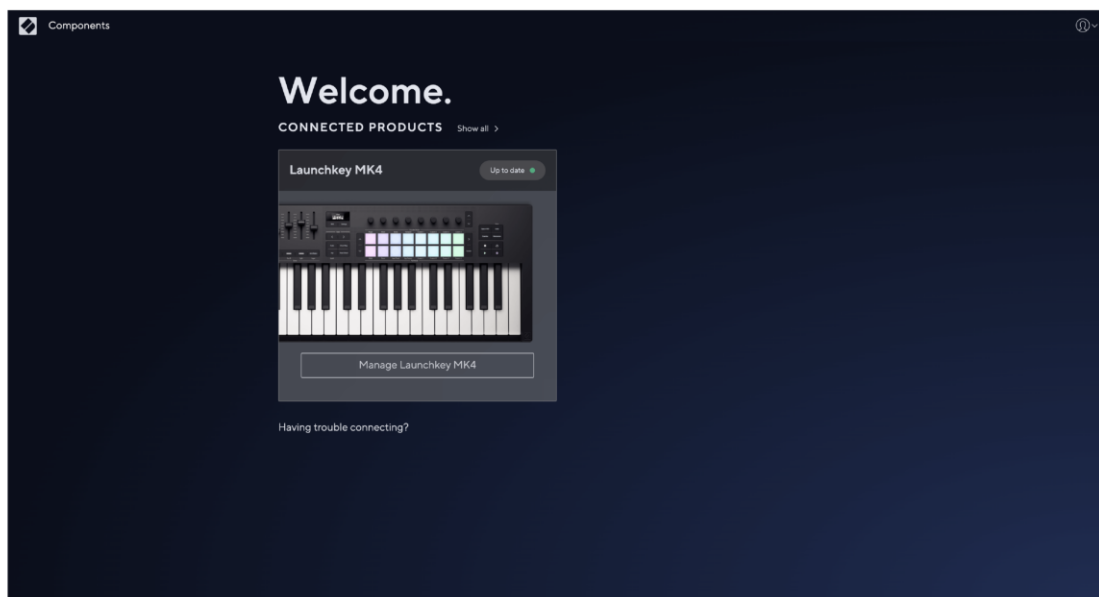 Components
Welcome.
CONNECTED PRODUCTS Show all >
Launchkey MK4 Up to date
Manage Launchkey MK4
Having trouble connecting?